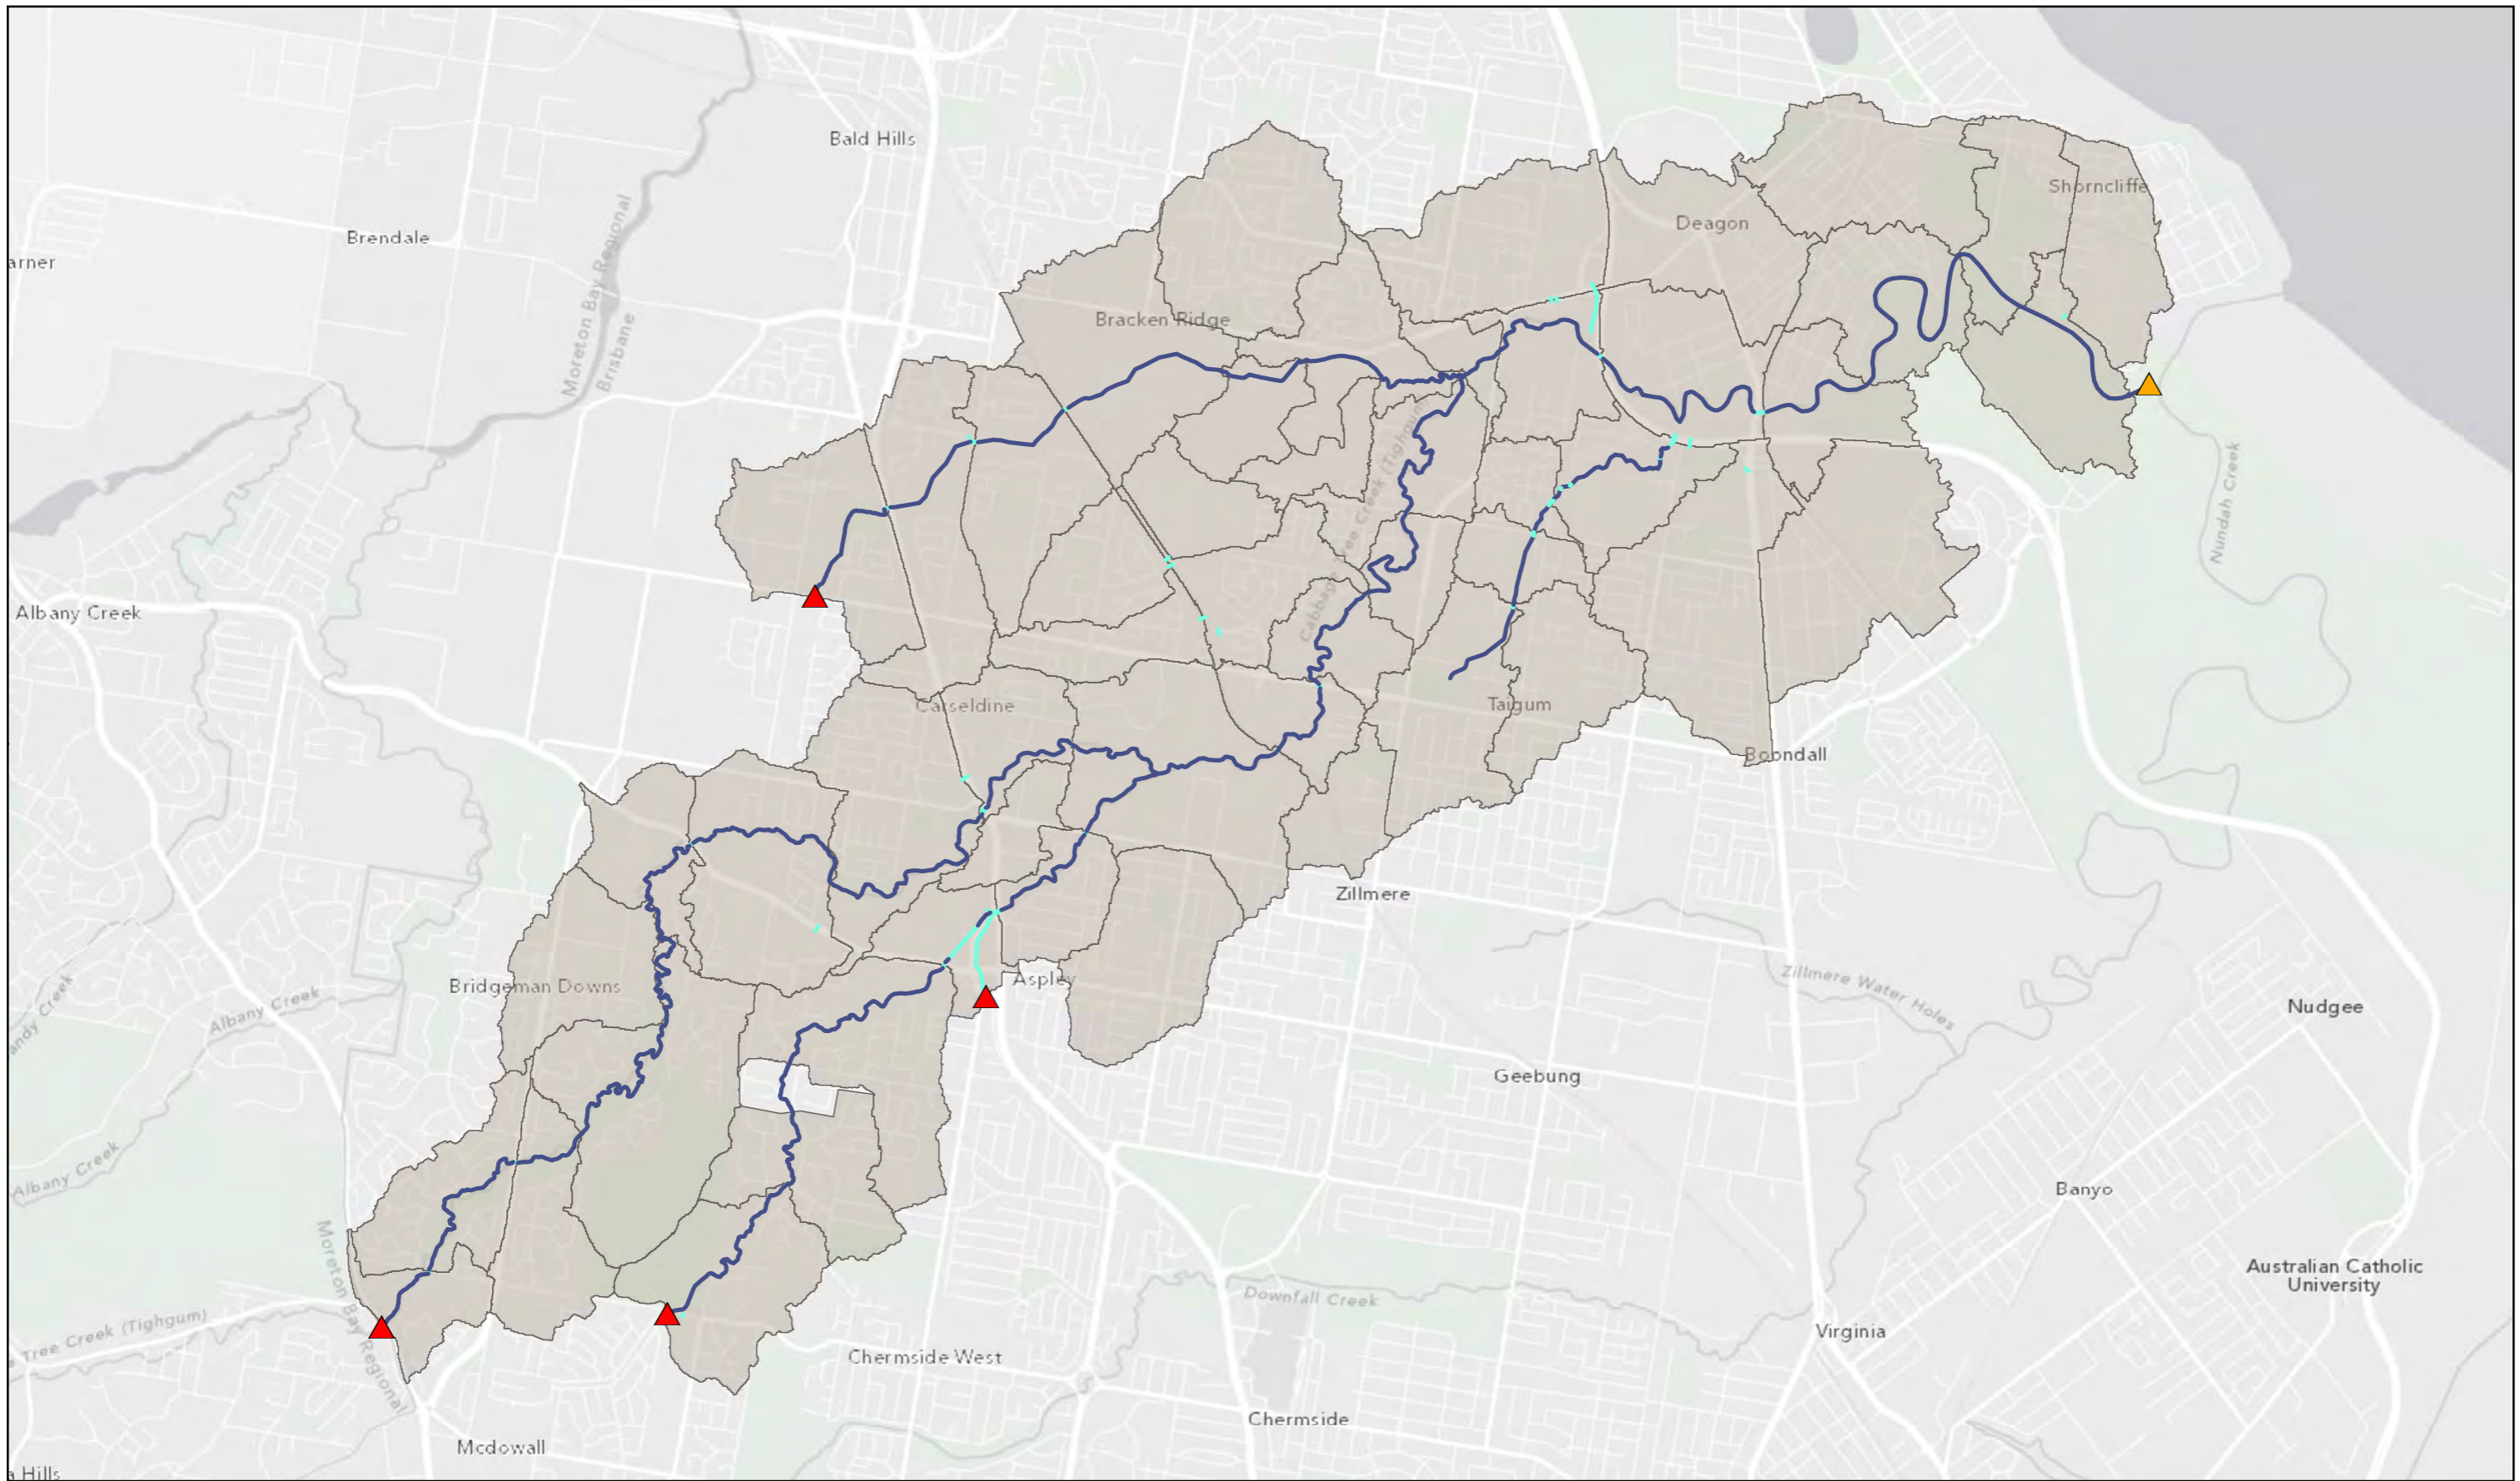 Bald Hills
Shorncliffe
Deagon
Brendale
arner
Moreton Bay Regional
Brisbane
Bracken Ridge
Cabbage Tree Creek (Tighgum)
Nundah Creek
Albany Creek
Carseldine
Taigum
Boondall
Zillmere
Zillmere Water Holes
Aspley
Bridgeman Downs
Albany Creek
andy Creek
Nudgee
Geebung
Albany Creek
Banyo
Moreton Bay Regional
Australian Catholic
University
Downfall Creek
e Tree Creek (Tighgum)
Virginia
Chermside West
Chermside
Mcdowall
a Hills